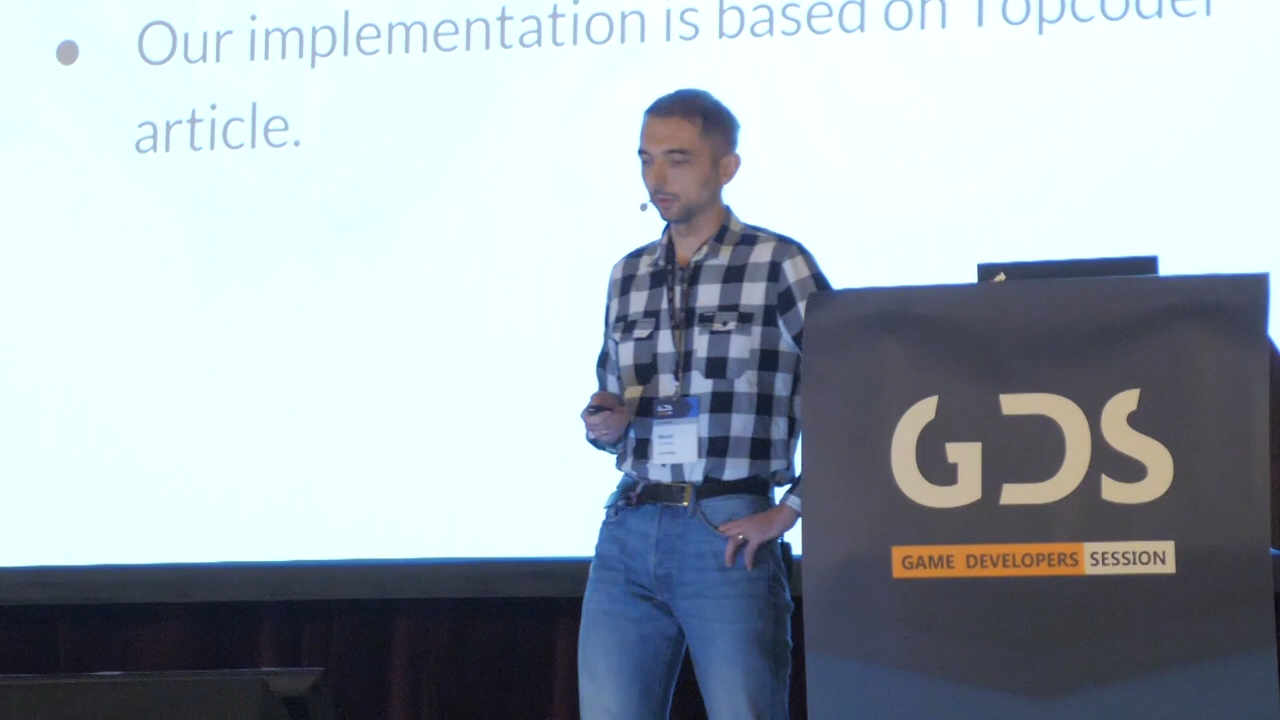 Our implementation is based on Topcoder
article.
GDS
GAME DEVELOPERS SESSION